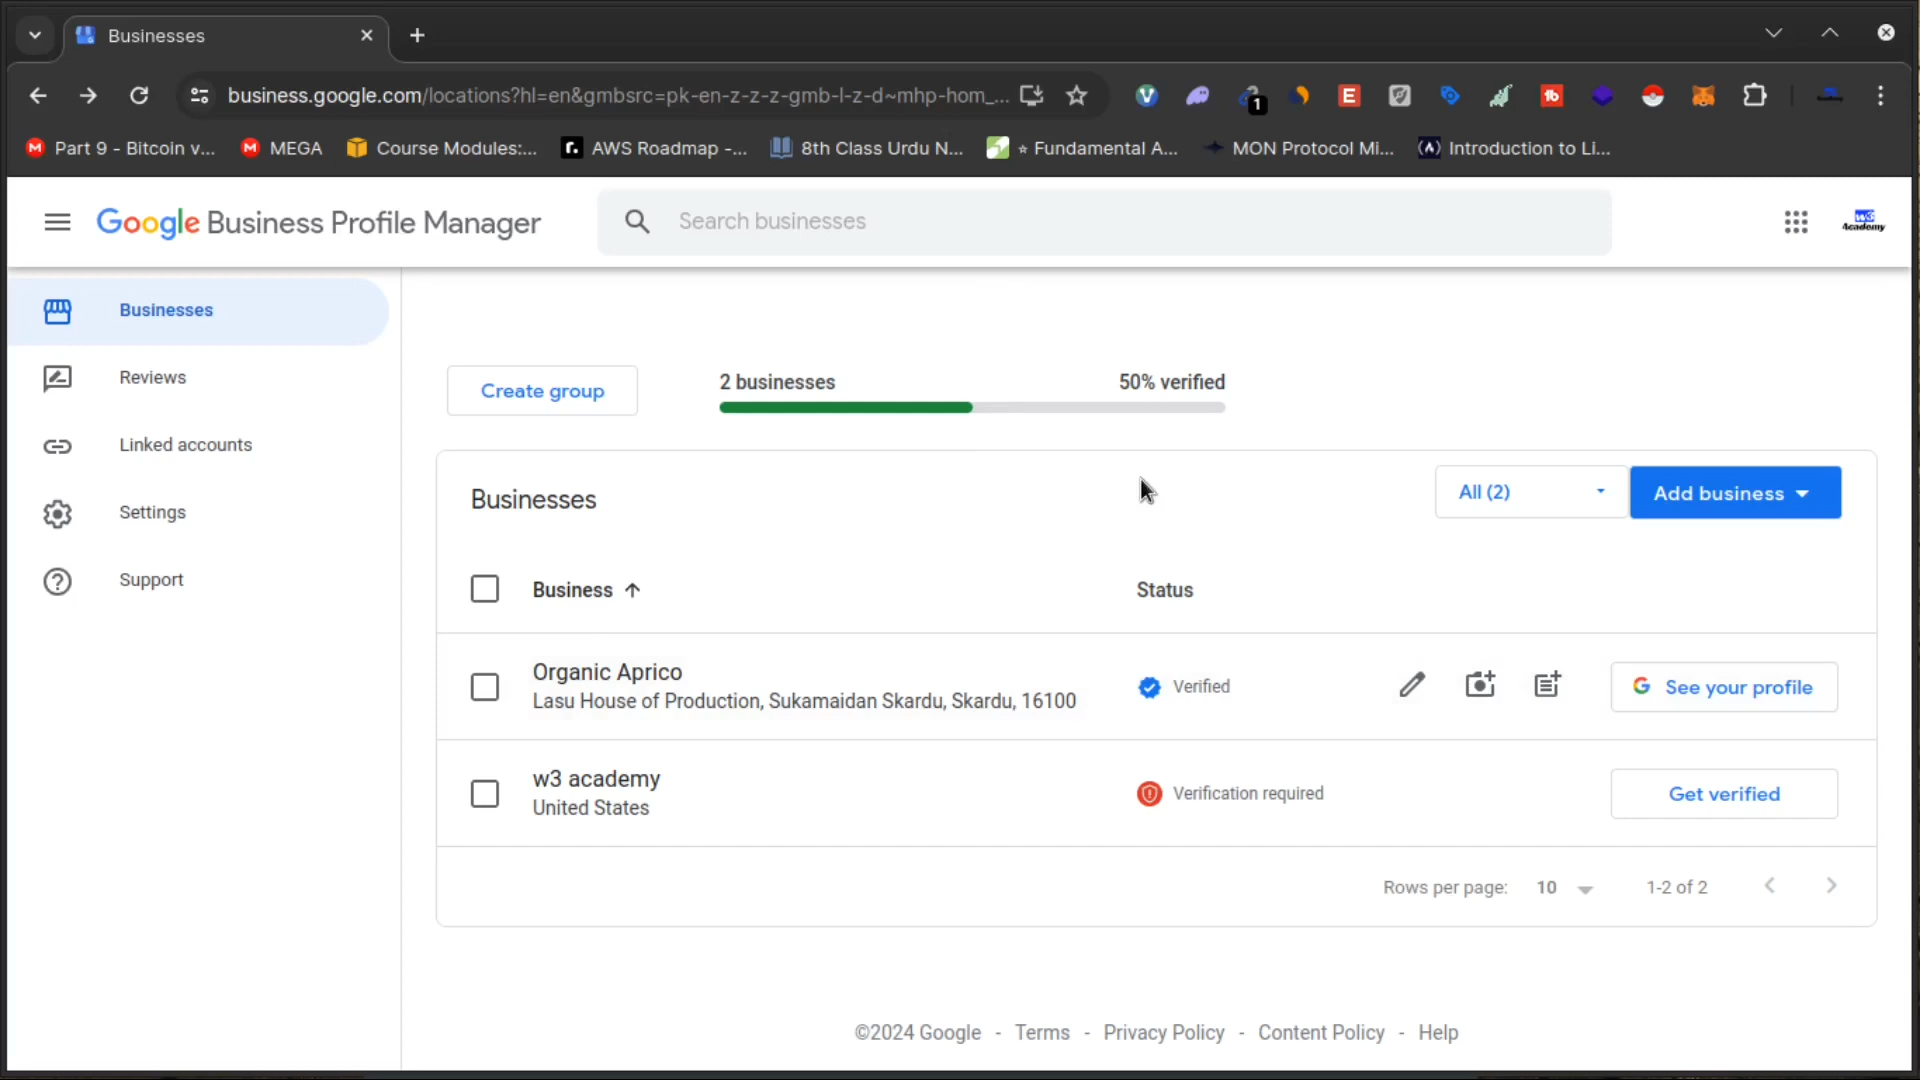 Businesses
business.google.com/locations?hl=en&gmbsrc=pk-en-z-z-z-gmb-l-z-d~mhp-hom_...
1
E
Part 9 - Bitcoin v...
MEGA
Course Modules:...
r.
AWS Roadmap -...
8th Class Urdu N...
⭐ Fundamental A...
MON Protocol Mi...
Introduction to Li...
Google Business Profile Manager
Search businesses
w3
Academy
Businesses
Reviews
Linked accounts
Settings
Support
Create group
2 businesses
50% verified
Businesses
All (2)
Add business
Business
Status
Organic Aprico
Lasu House of Production, Sukamaidan Skardu, Skardu, 16100
Verified
See your profile
w3 academy
United States
Verification required
Get verified
Rows per page: 10
1-2 of 2
©2024 Google - Terms - Privacy Policy - Content Policy - Help